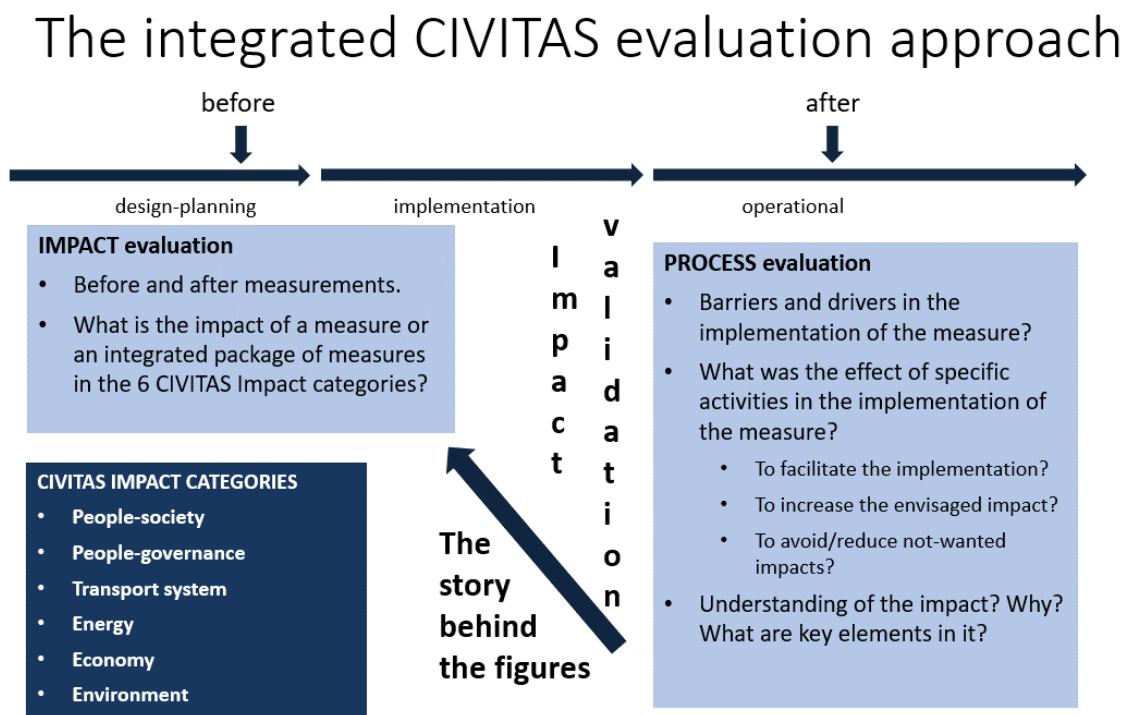 The integrated CIVITAS evaluation approach
before
after
design-planning
implementation
operational
IMPACT evaluation
• Before and after measurements.
• What is the impact of a measure or
an integrated package of measures
in the 6 CIVITAS Impact categories?
CIVITAS IMPACT CATEGORIES
• People-society
• People-governance
• Transport system
• Energy
• Economy
• Environment
Impact
validation
The
story
behind
the figures
PROCESS evaluation
• Barriers and drivers in the
implementation of the measure?
• What was the effect of specific
activities in the implementation of
the measure?
• To facilitate the implementation?
• To increase the envisaged impact?
• To avoid/reduce not-wanted
impacts?
• Understanding of the impact? Why?
What are key elements in it?